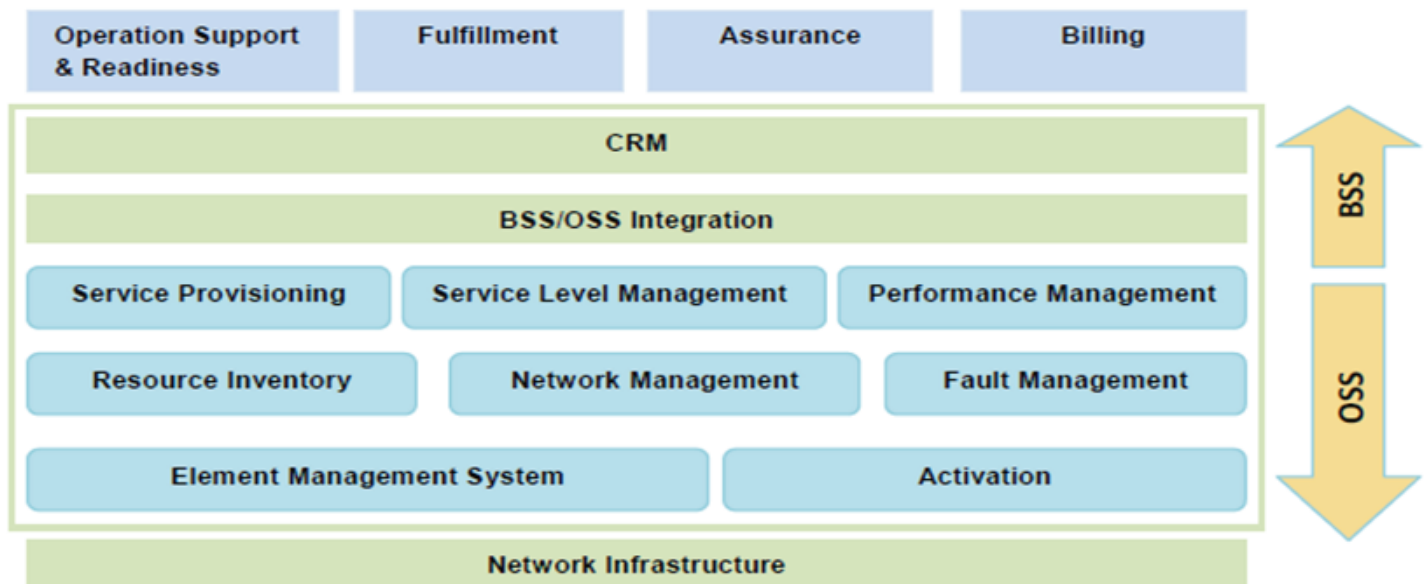 Operation Support
& Readiness
Fulfillment
Assurance
Billing
CRM
BSS/OSS Integration
Service Provisioning
Service Level Management
Performance Management
Resource Inventory
Network Management
Fault Management
Element Management System
Activation
Network Infrastructure
BSS
OSS